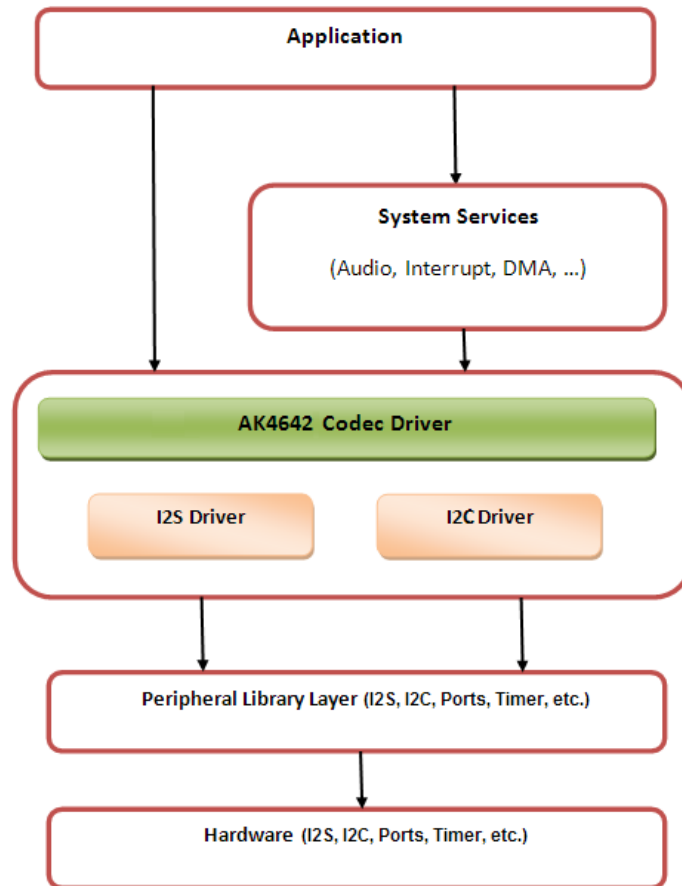 Application
System Services
(Audio, Interrupt, DMA, ...)
AK4642 Codec Driver
I2S Driver
I2C Driver
Peripheral Library Layer (I2S, I2C, Ports, Timer, etc.)
Hardware (I2S, I2C, Ports, Timer, etc.)